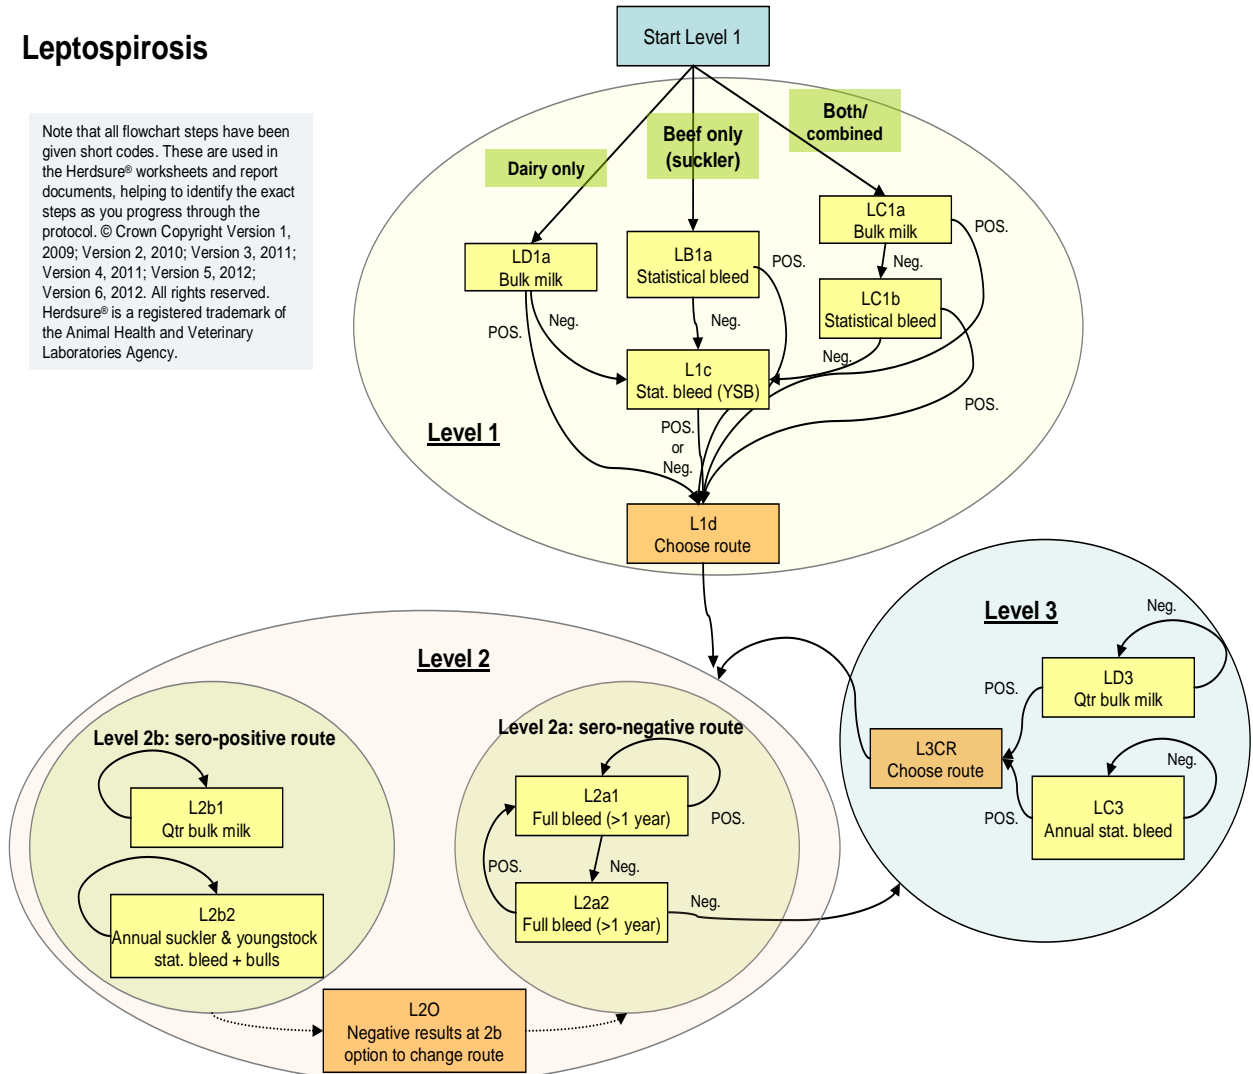 Leptospirosis
Note that all flowchart steps have been
given short codes. These are used in
the Herdsure® worksheets and report
documents, helping to identify the exact
steps as you progress through the
protocol. © Crown Copyright Version 1,
2009; Version 2, 2010; Version 3, 2011;
Version 4, 2011; Version 5, 2012;
Version 6, 2012. All rights reserved.
Herdsure® is a registered trademark of
the Animal Health and Veterinary
Laboratories Agency.
Start Level 1
Dairy only
Beef only
(suckler)
Both/
combined
LD1a
Bulk milk
LB1a
Statistical bleed
LC1a
Bulk milk
POS.
POS.
Neg.
LC1b
Statistical bleed
POS.
Neg.
Neg.
Neg.
L1c
Stat. bleed (YSB)
POS.
Level 1
POS.
or
Neg.
L1d
Choose route
Level 2
Level 2b: sero-positive route
L2b1
Qtr bulk milk
L2b2
Annual suckler & youngstock
stat. bleed + bulls
Level 2a: sero-negative route
L2a1
Full bleed (>1 year)
POS.
POS.
Neg.
L2a2
Full bleed (>1 year)
Neg.
L2O
Negative results at 2b
option to change route
Level 3
Neg.
LD3
Qtr bulk milk
POS.
L3CR
Choose route
Neg.
POS.
LC3
Annual stat. bleed